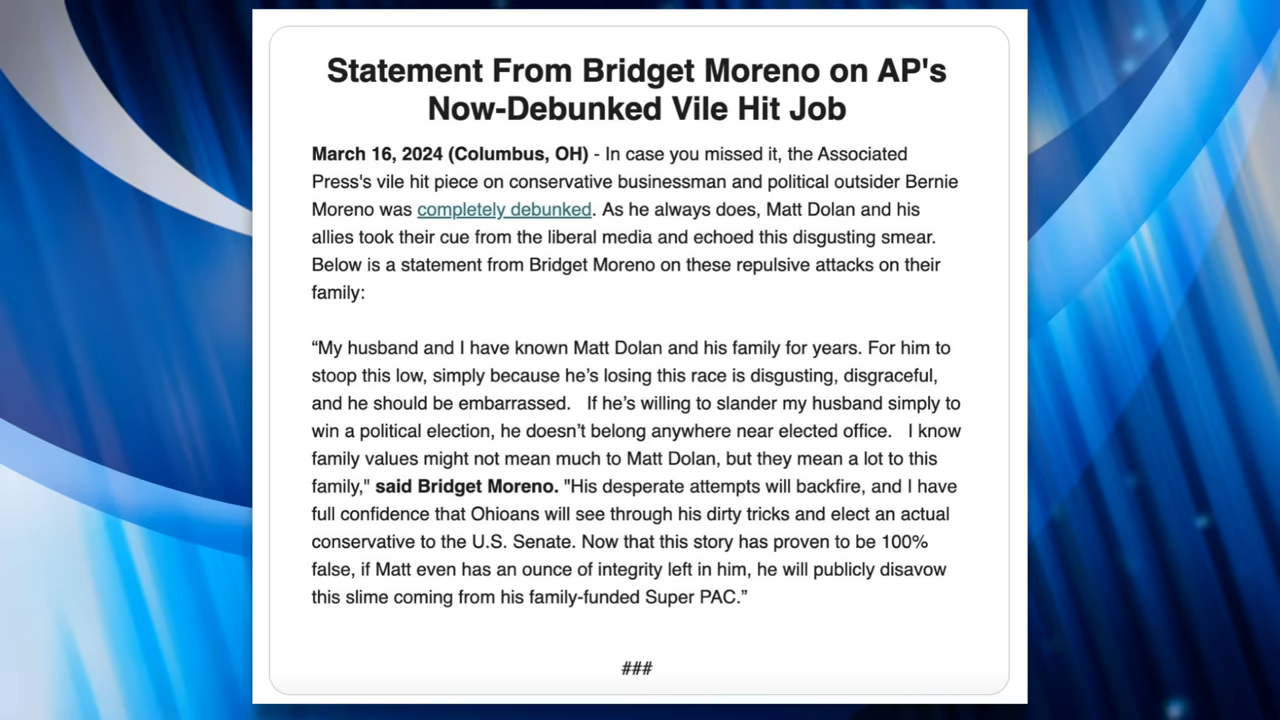 Statement From Bridget Moreno on AP's
Now-Debunked Vile Hit Job
March 16, 2024 (Columbus, OH) - In case you missed it, the Associated
Press's vile hit piece on conservative businessman and political outsider Bernie
Moreno was completely debunked. As he always does, Matt Dolan and his
allies took their cue from the liberal media and echoed this disgusting smear.
Below is a statement from Bridget Moreno on these repulsive attacks on their
family:
“My husband and I have known Matt Dolan and his family for years. For him to
stoop this low, simply because he’s losing this race is disgusting, disgraceful,
and he should be embarrassed.   If he’s willing to slander my husband simply to
win a political election, he doesn’t belong anywhere near elected office.   I know
family values might not mean much to Matt Dolan, but they mean a lot to this
family," said Bridget Moreno. "His desperate attempts will backfire, and I have
full confidence that Ohioans will see through his dirty tricks and elect an actual
conservative to the U.S. Senate. Now that this story has proven to be 100%
false, if Matt even has an ounce of integrity left in him, he will publicly disavow
this slime coming from his family-funded Super PAC.”
###